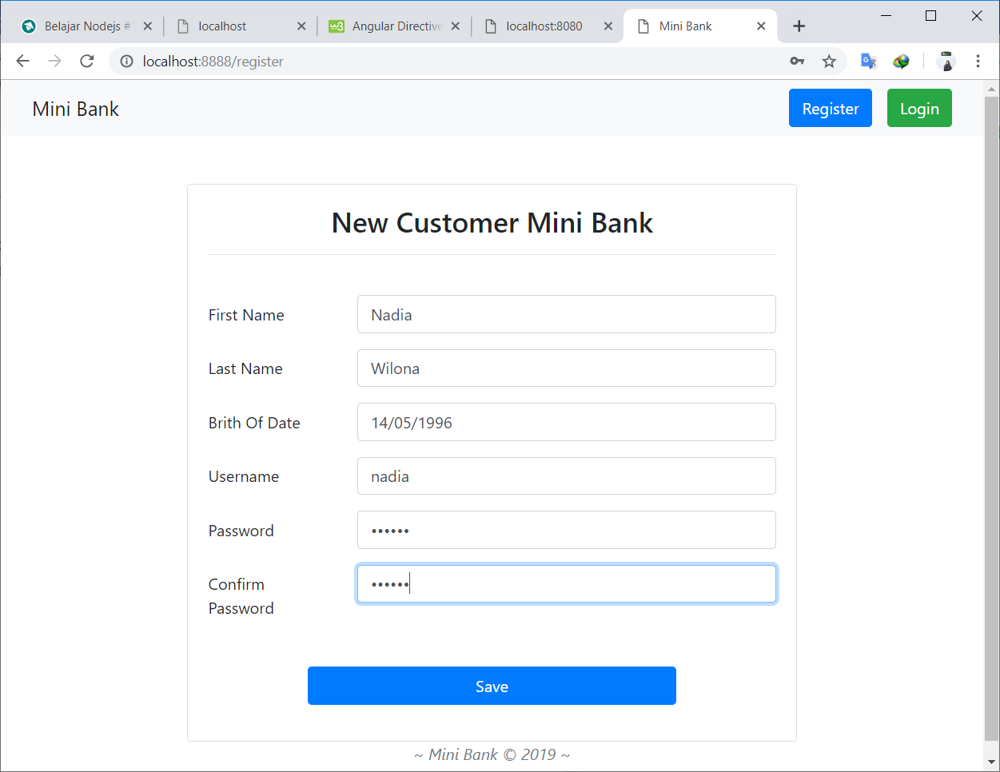 Belajar Nodejs # localhost Angular Directive localhost:8080 Mini Bank
localhost:8888/register
Mini Bank Register Login
New Customer Mini Bank
First Name Nadia
Last Name Wilona
Brith Of Date 14/05/1996
Username nadia
Password ••••••
Confirm ••••••
Password
Save
~ Mini Bank © 2019 ~